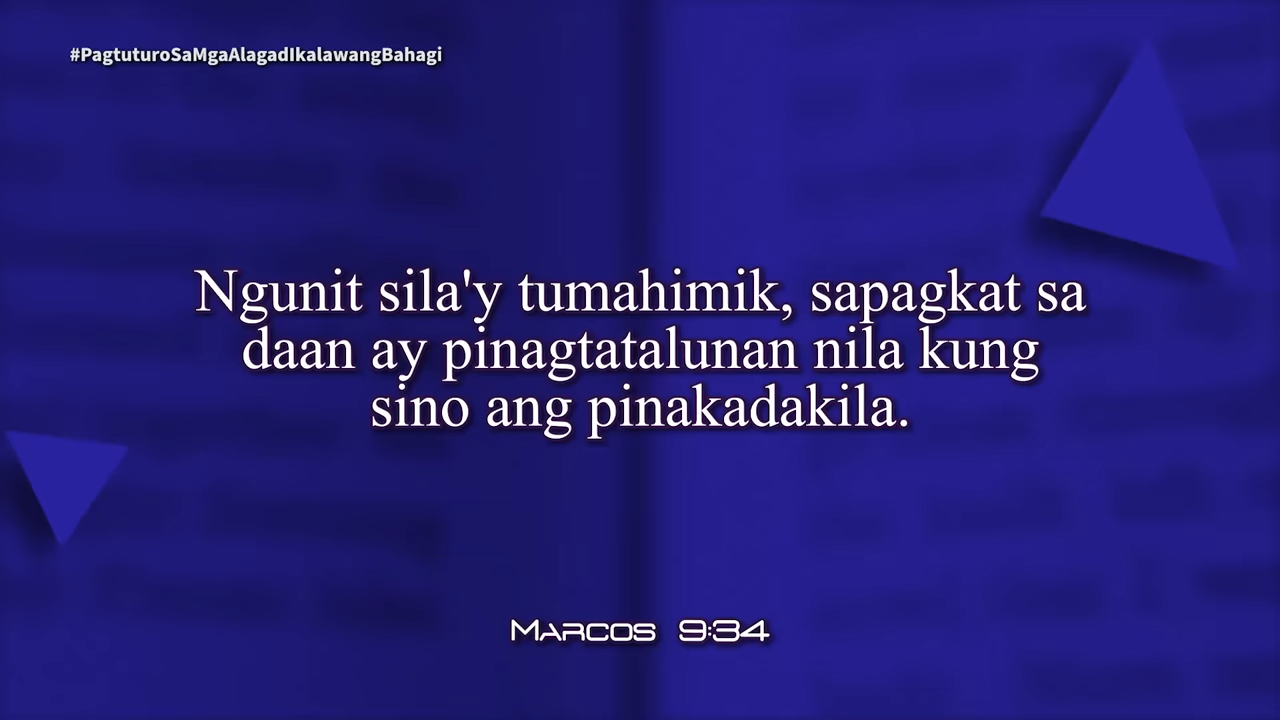 #PagtuturoSaMgaAlagadIkalawangBahagi
Ngunit sila'y tumahimik, sapagkat sa
daan ay pinagtatalunan nila kung
sino ang pinakadakila.
Marcos 9:34